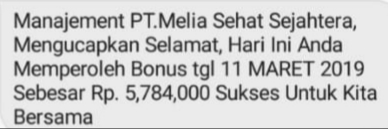 Manajement PT.Melia Sehat Sejahtera,
Mengucapkan Selamat, Hari Ini Anda
Memperoleh Bonus tgl 11 MARET 2019
Sebesar Rp. 5,784,000 Sukses Untuk Kita
Bersama